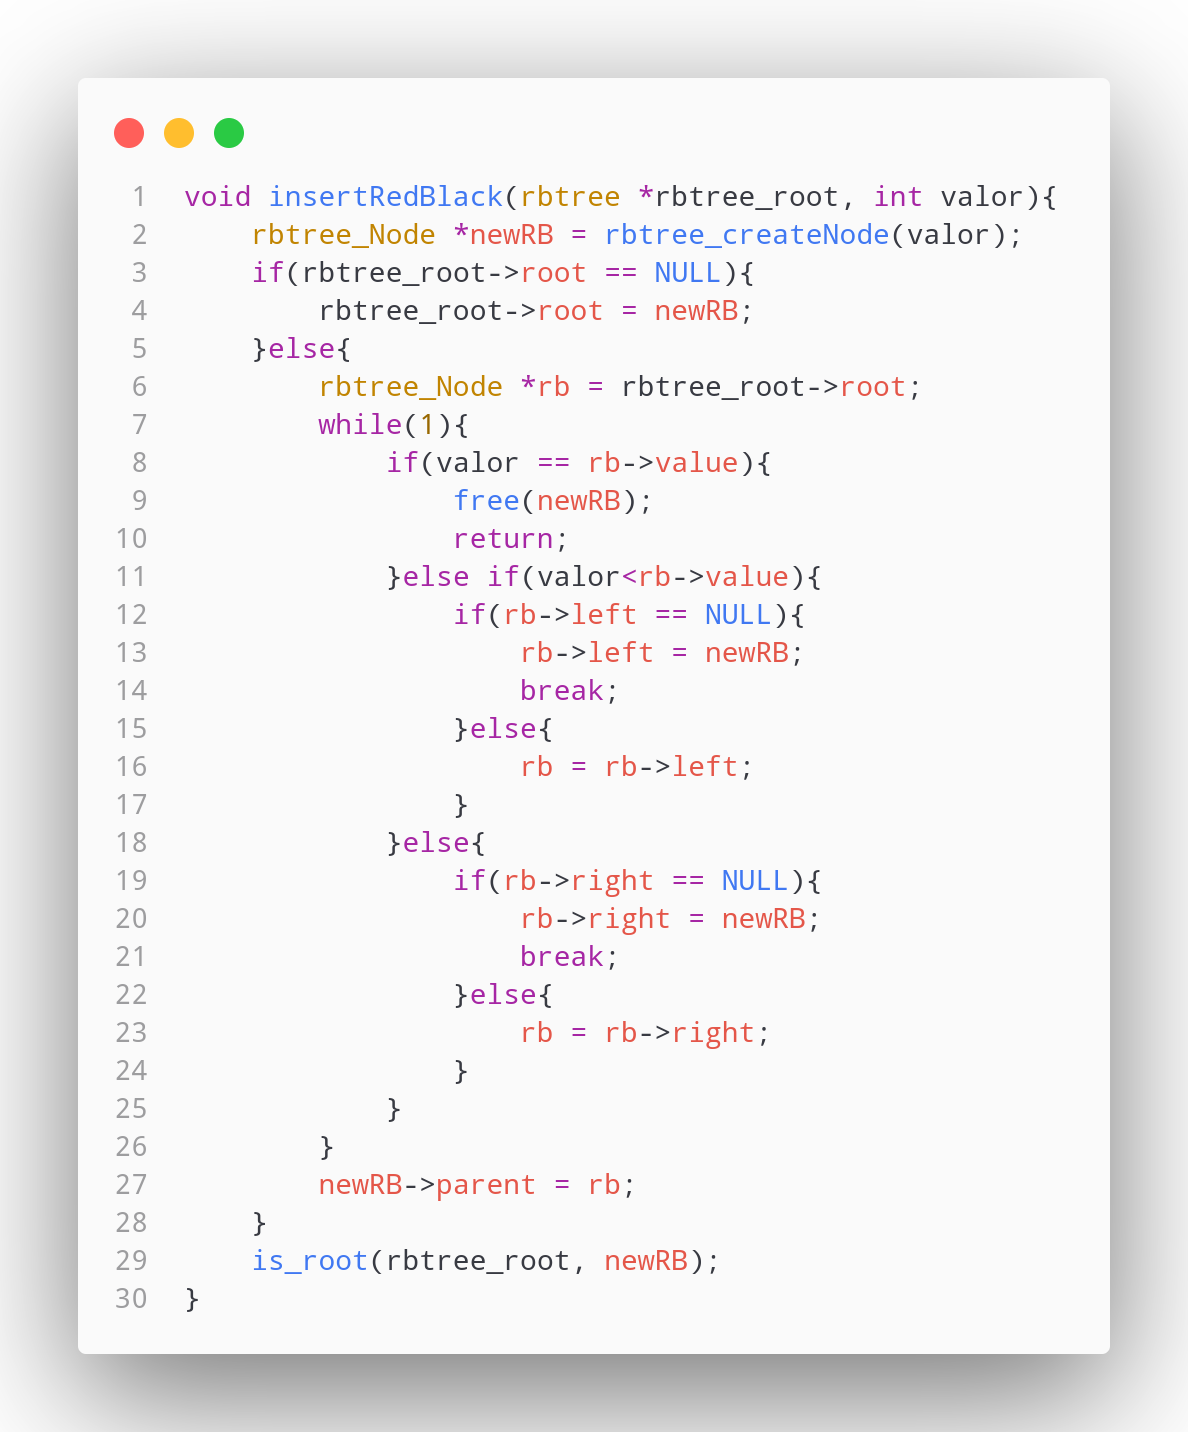 1 void insertRedBlack(rbtree *rbtree_root, int valor){
2     rbtree_Node *newRB = rbtree_createNode(valor);
3     if(rbtree_root->root == NULL){
4         rbtree_root->root = newRB;
5     }else{
6         rbtree_Node *rb = rbtree_root->root;
7         while(1){
8             if(valor == rb->value){
9                 free(newRB);
10                 return;
11             }else if(valor<rb->value){
12                 if(rb->left == NULL){
13                     rb->left = newRB;
14                     break;
15                 }else{
16                     rb = rb->left;
17                 }
18             }else{
19                 if(rb->right == NULL){
20                     rb->right = newRB;
21                     break;
22                 }else{
23                     rb = rb->right;
24                 }
25             }
26         }
27         newRB->parent = rb;
28     }
29     is_root(rbtree_root, newRB);
30 }